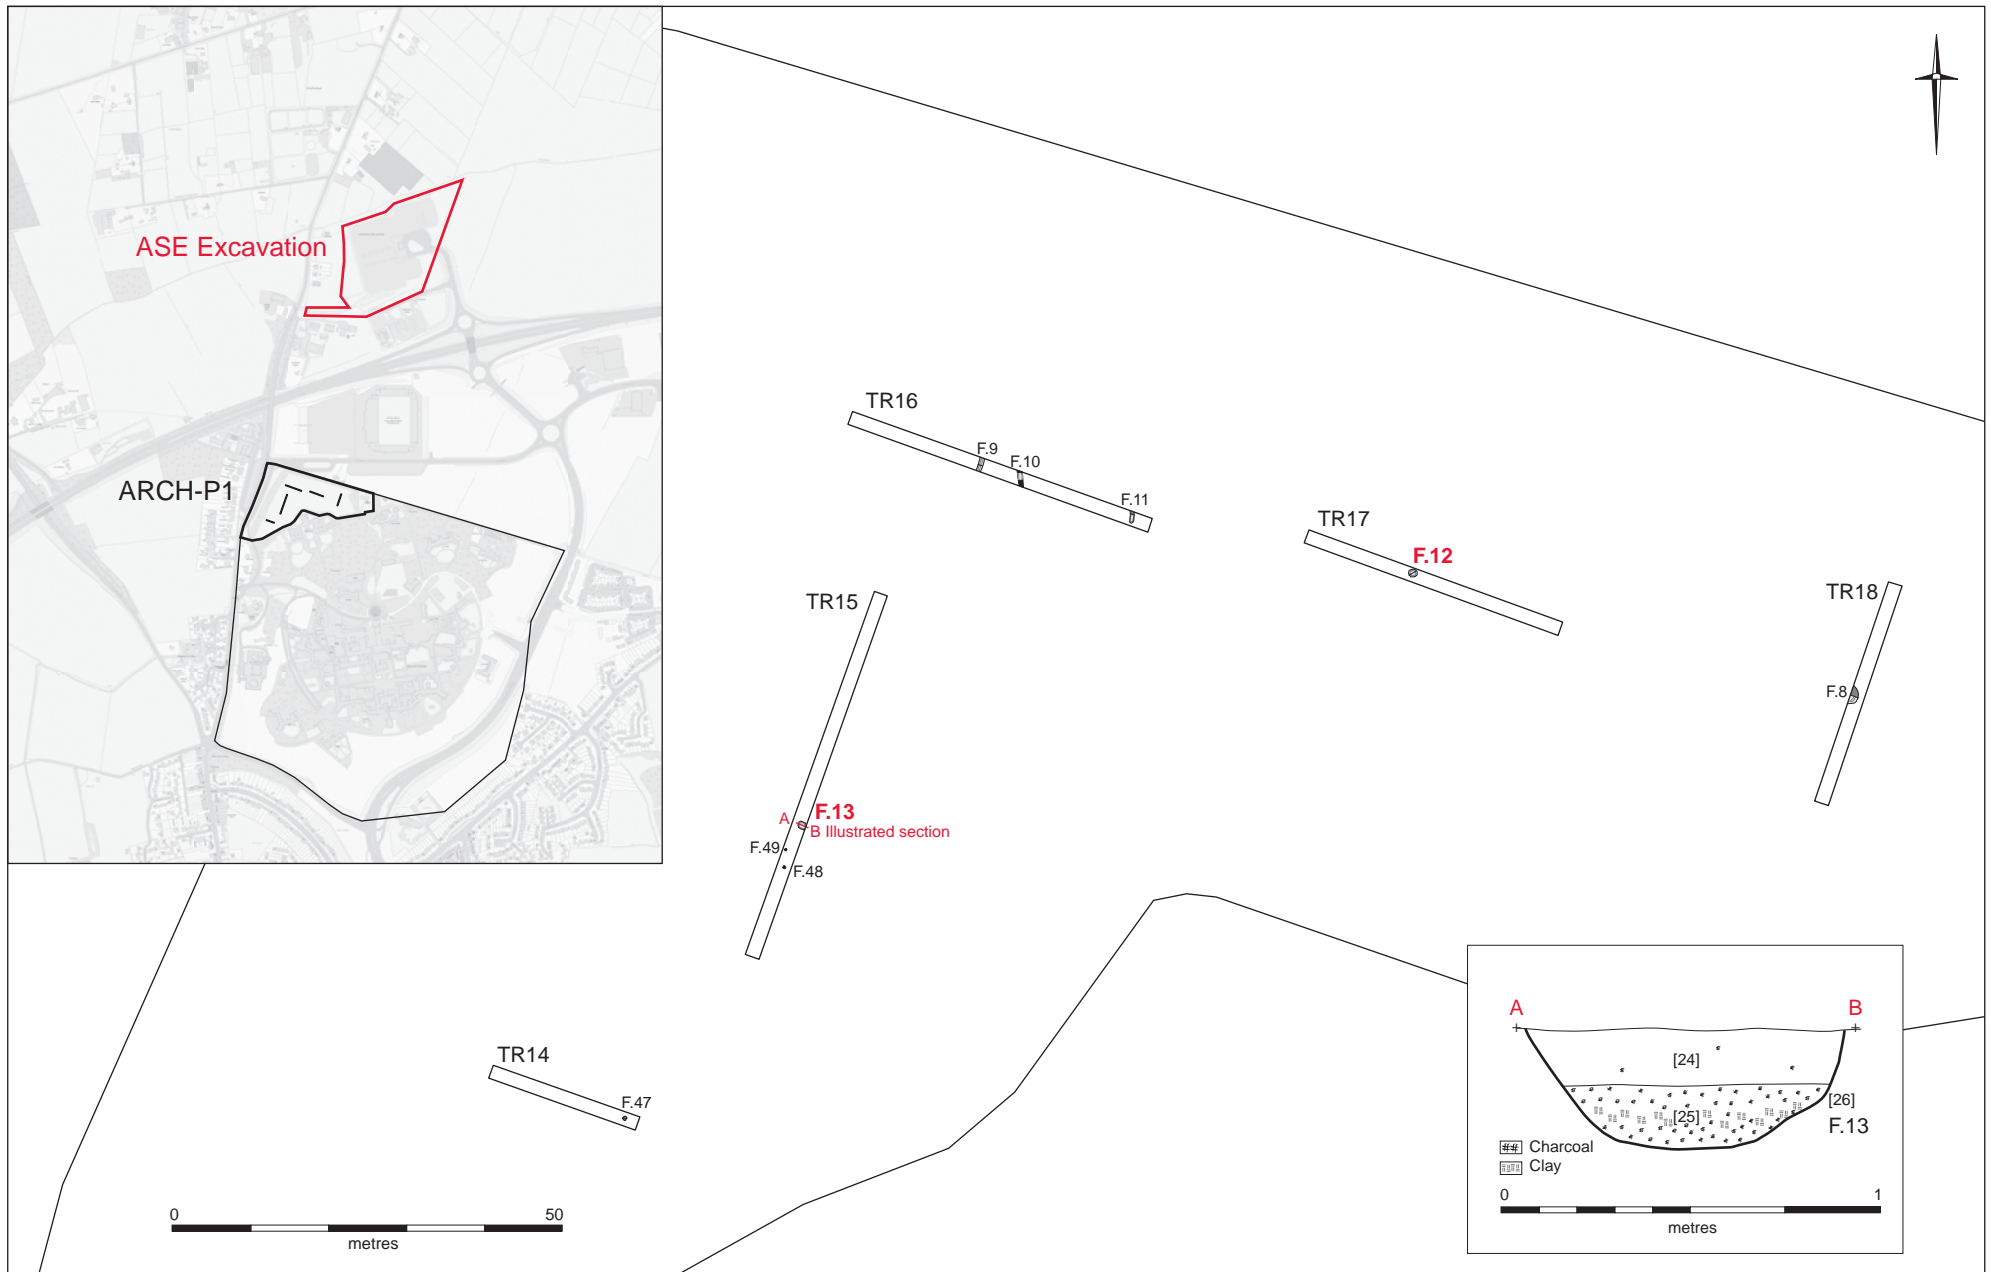 ASE Excavation
ARCH-P1
TR16
F.9
F.10
F.11
TR17
F.12
TR18
F.8
TR15
F.13
A
B Illustrated section
F.49
F.48
TR14
F.47
0 50
metres
A B
[24]
[25]
[26]
F.13
Charcoal
Clay
0 1
metres